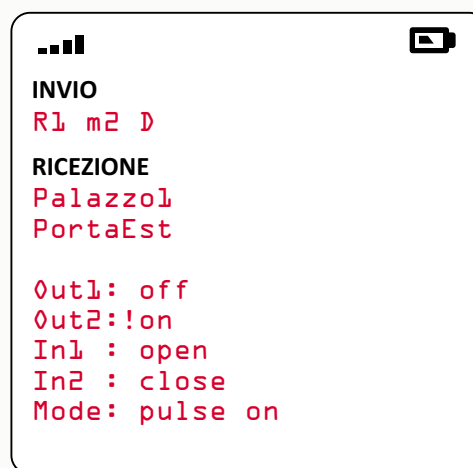 INVIO
R1 m2 D
RICEZIONE
Palazzo1
PortaEst
Out1: off
Out2:!on
In1 : open
In2 : close
Mode: pulse on